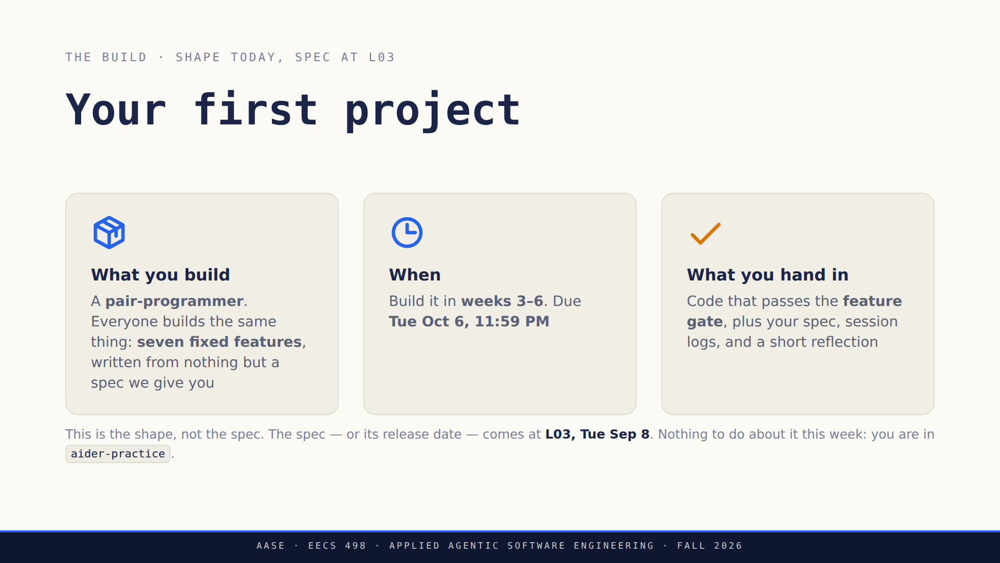 THE BUILD · SHAPE TODAY, SPEC AT L03
Your first project
What you build
A pair-programmer.
Everyone builds the same
thing: seven fixed features,
written from nothing but a
spec we give you
When
Build it in weeks 3–6. Due
Tue Oct 6, 11:59 PM
What you hand in
Code that passes the feature
gate, plus your spec, session
logs, and a short reflection
This is the shape, not the spec. The spec — or its release date — comes at L03, Tue Sep 8. Nothing to do about it this week: you are in
aider-practice.
AASE · EECS 498 · APPLIED AGENTIC SOFTWARE ENGINEERING · FALL 2026